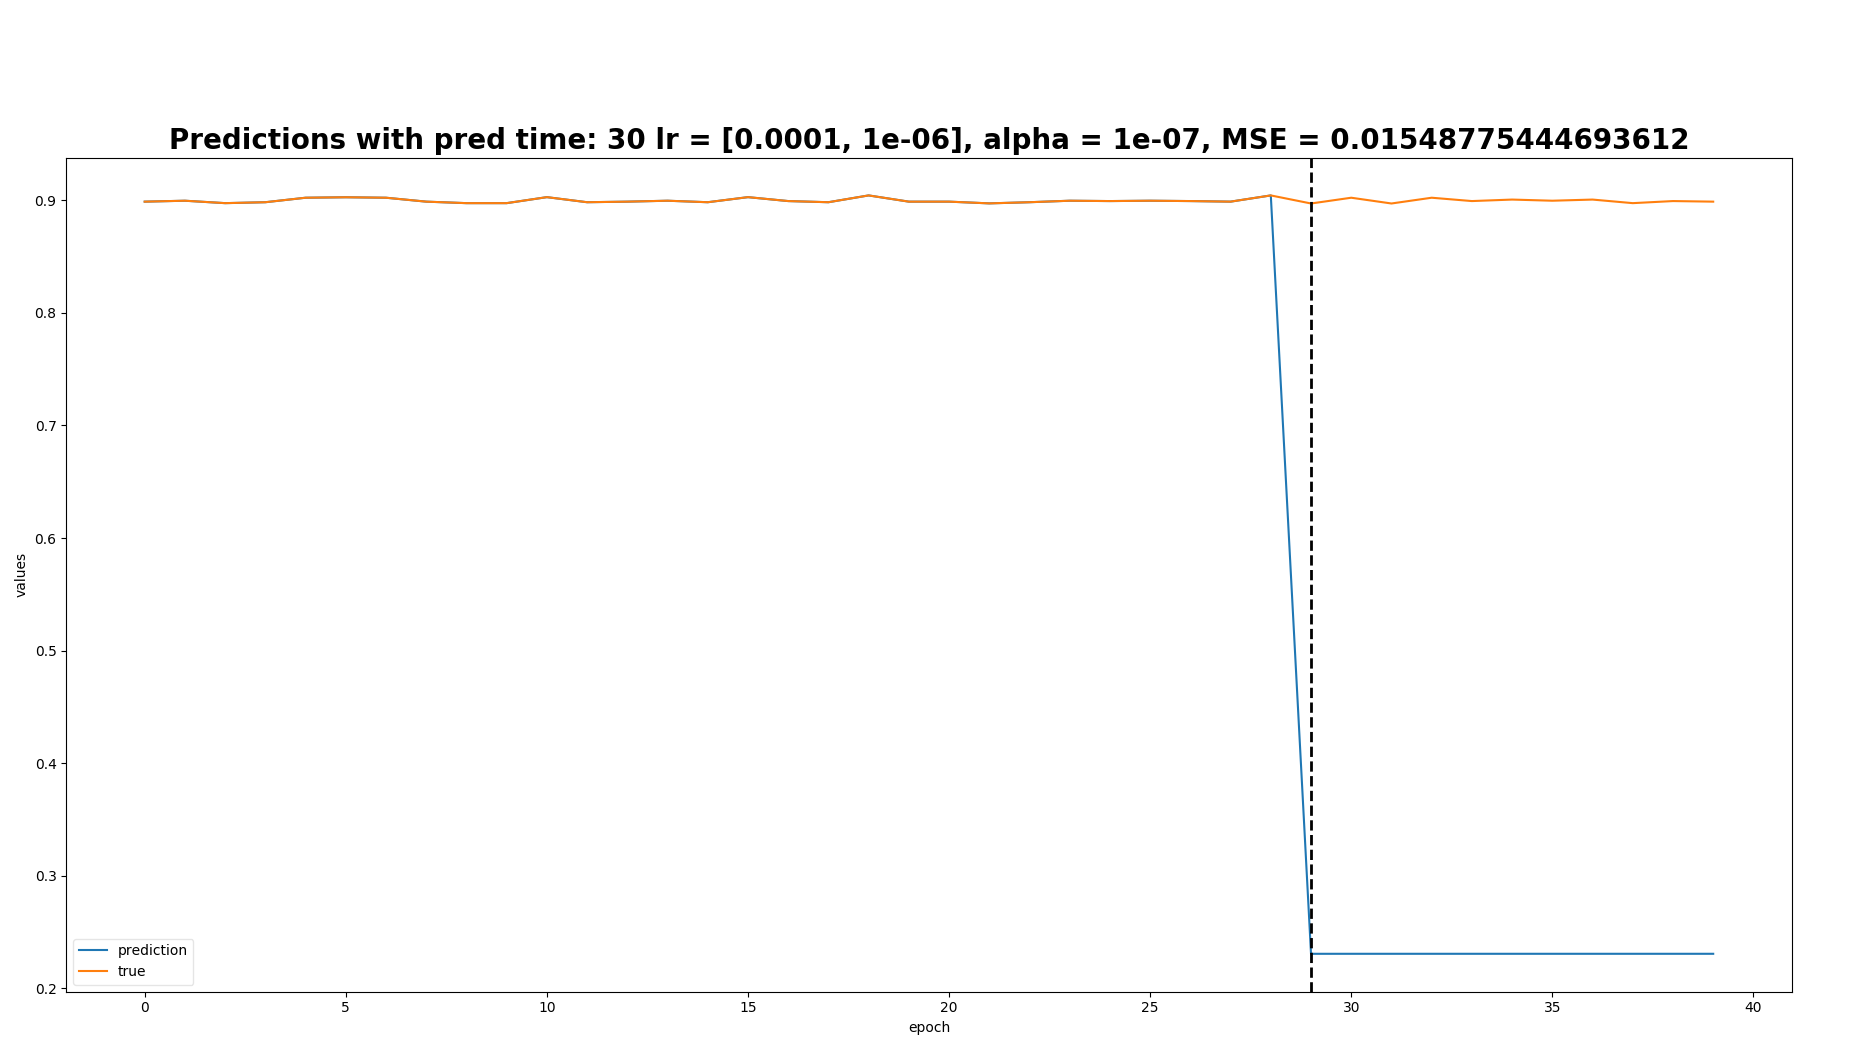 Predictions with pred time: 30 lr = [0.0001, 1e-06], alpha = 1e-07, MSE = 0.01548775444693612
0.9
0.8
0.7
0.6
0.5
0.4
0.3
0.2
values
prediction
true
0 5 10 15 20 25 30 35 40
epoch